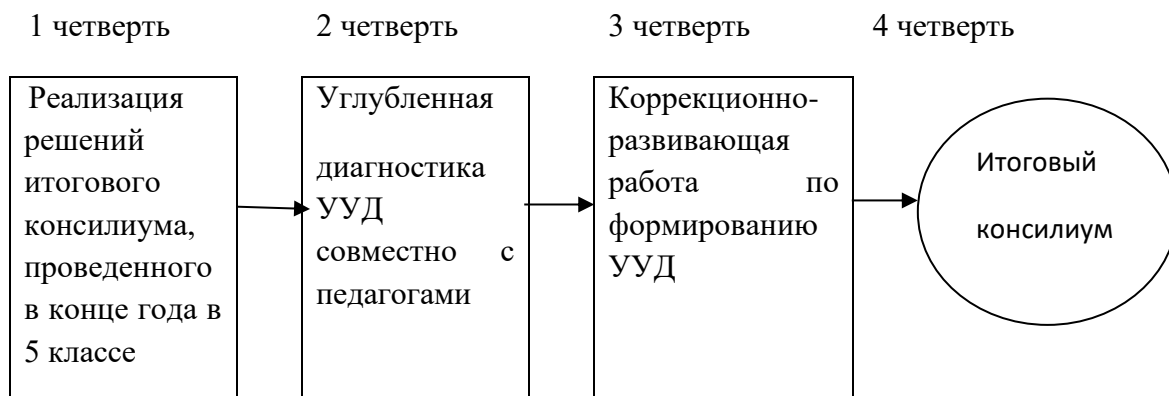 1 четверть 2 четверть 3 четверть 4 четверть
Реализация
решений
итогового
консилиума,
проведенного
в конце года в
5 классе
Углубленная
диагностика
УУД
совместно с
педагогами
Коррекционно-
развивающая
работа по
формированию
УУД
Итоговый
консилиум